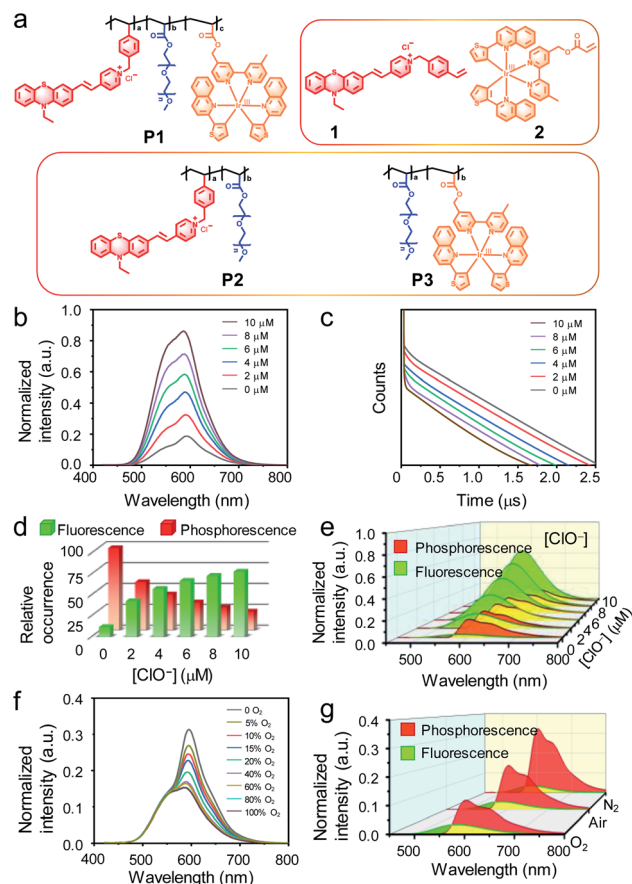 a
a b c
N+
Cl−
N
S
O O
O O
n
O
N N
Ir III
N N
S S
P1
Cl−
N+
S
N
1
S
N
Ir III
N
N
N
S
O
O
2
a b
N+
Cl−
S
N
O O
O
n
O
P2
a b
O O
O O
O
n
O
N N
Ir III
N N
S S
P3
b
Normalized
intensity (a.u.)
1.0
0.8
0.6
0.4
0.2
0.0
10 μM
8 μM
6 μM
4 μM
2 μM
0 μM
400 500 600 700 800
Wavelength (nm)
c
Counts
10 μM
8 μM
6 μM
4 μM
2 μM
0 μM
0 0.5 1.0 1.5 2.0 2.5
Time (μs)
d
Fluorescence Phosphorescence
Relative
occurrence
100
75
50
25
0
0 2 4 6 8 10
[ClO−] (μM)
e
Normalized
intensity (a.u.)
1.0
0.8
0.6
0.4
0.2
0
Phosphorescence
Fluorescence
[ClO−]
500 600 700 800
Wavelength (nm)
0 2 4 6 8 10
[ClO−] (μM)
f
Normalized
intensity (a.u.)
0.4
0.3
0.2
0.1
0.0
0 O2
5% O2
10% O2
15% O2
20% O2
40% O2
60% O2
80% O2
100% O2
400 500 600 700 800
Wavelength (nm)
g
Normalized
intensity (a.u.)
0.4
0.3
0.2
0.1
0.0
Phosphorescence
Fluorescence
500 600 700 800
Wavelength (nm)
N2
Air
O2